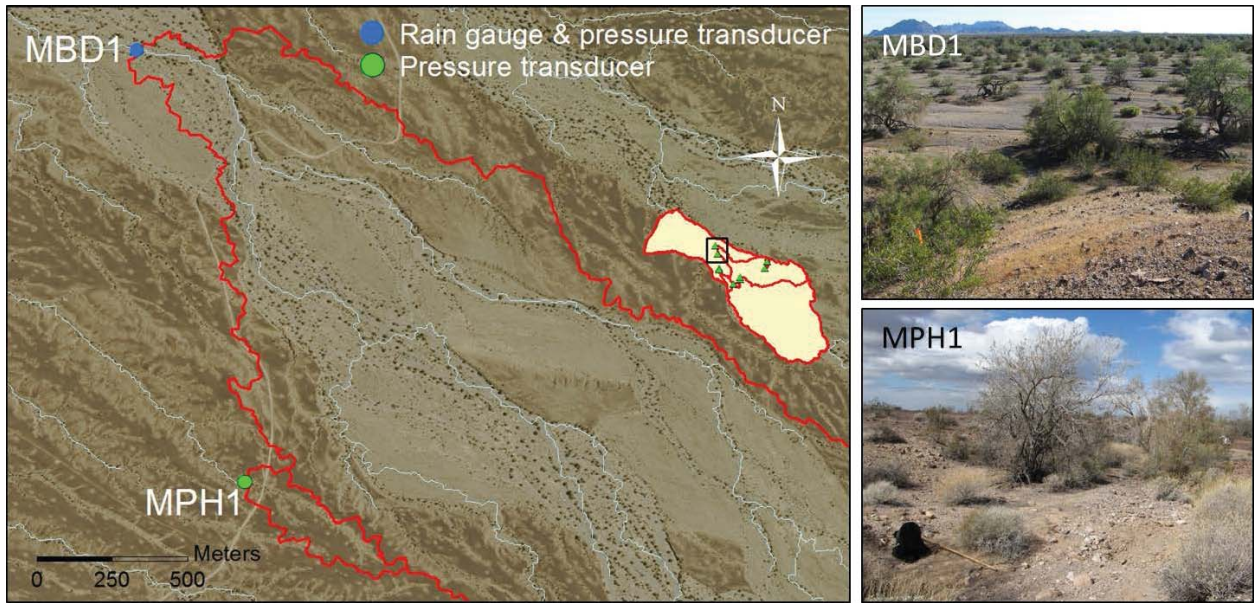 MBD1
Rain gauge & pressure transducer
Pressure transducer
N
MPH1
Meters
0 250 500
MBD1
MPH1